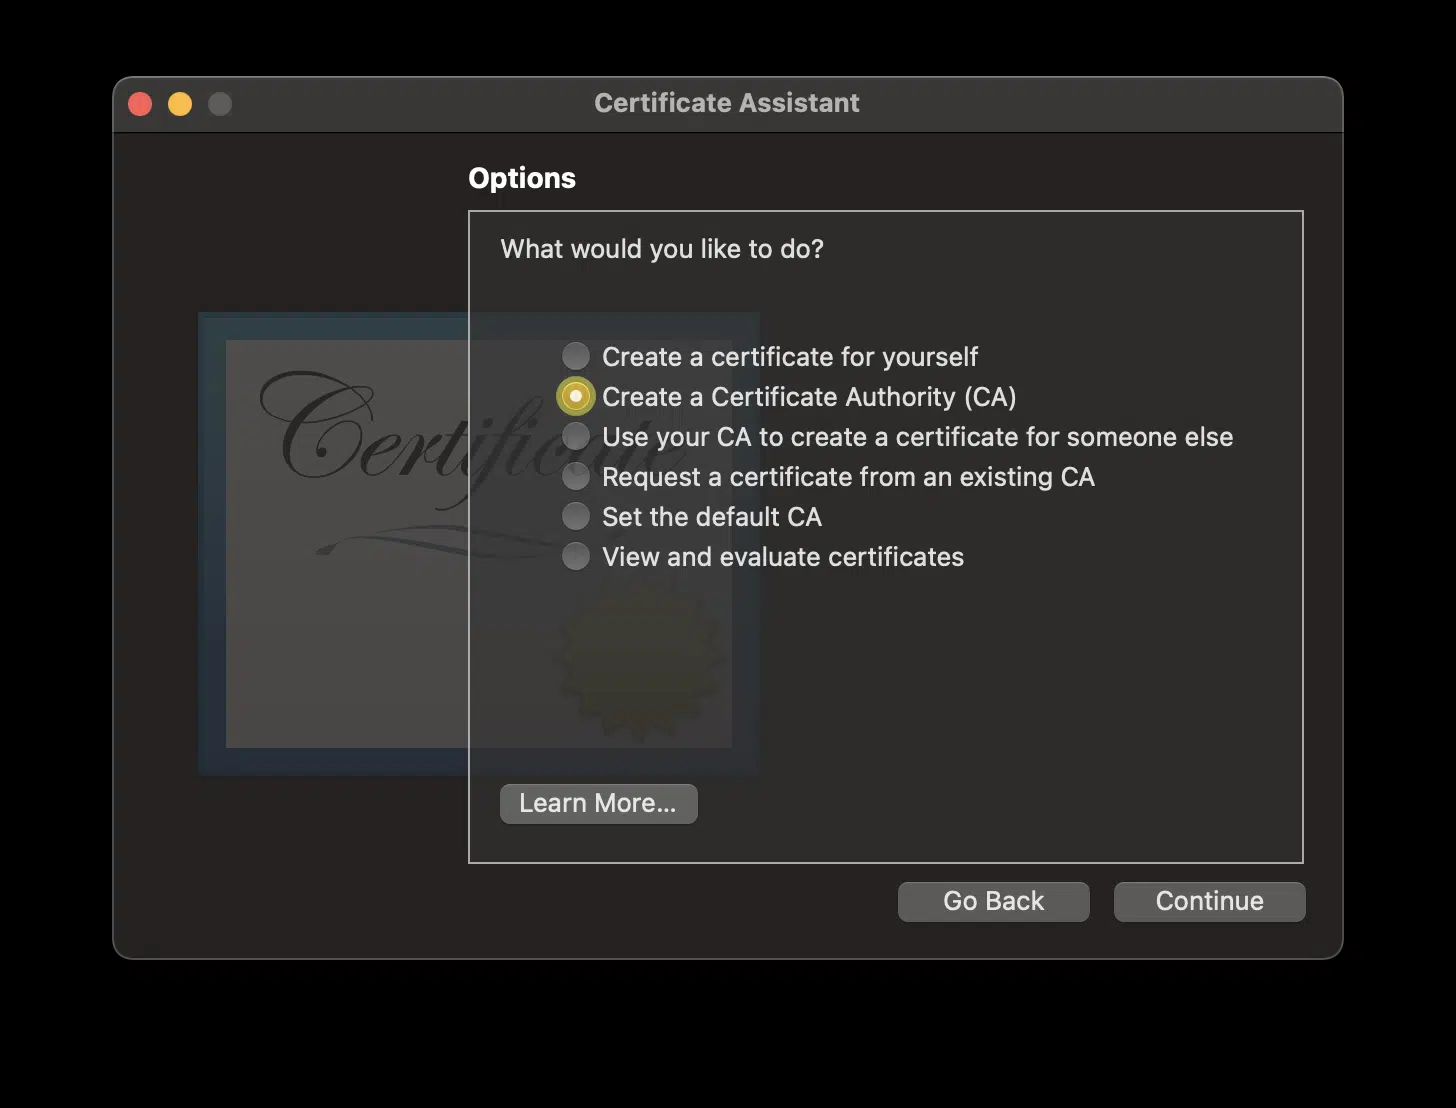 Certificate Assistant
Options
What would you like to do?
Certificate
Create a certificate for yourself
Create a Certificate Authority (CA)
Use your CA to create a certificate for someone else
Request a certificate from an existing CA
Set the default CA
View and evaluate certificates
Learn More...
Go Back
Continue